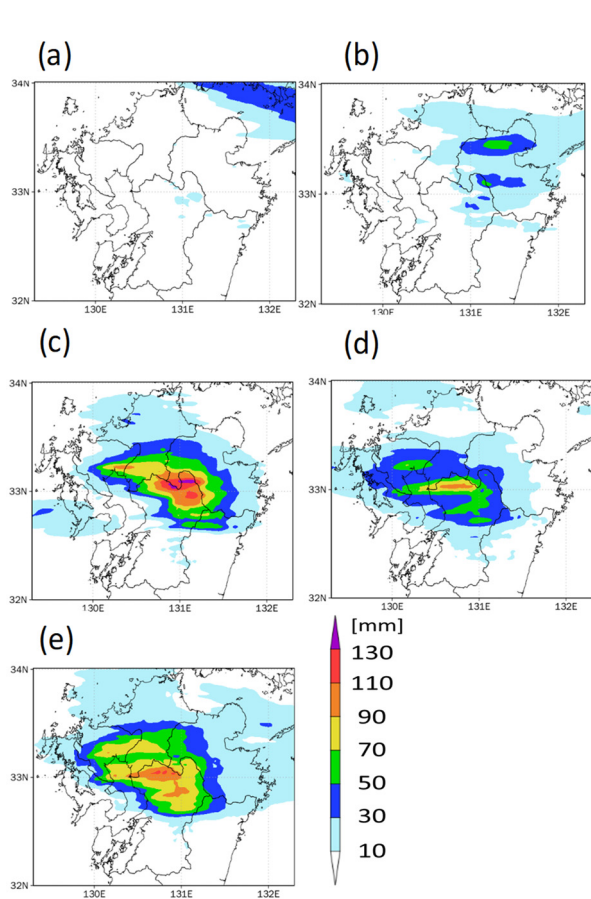 (a)
(b)
34N
33N
32N
130E
131E
132E
34N
33N
32N
130E
131E
132E
(c)
(d)
34N
33N
32N
130E
131E
132E
34N
33N
32N
130E
131E
132E
(e)
34N
33N
32N
130E
131E
132E
[mm]
130
110
90
70
50
30
10